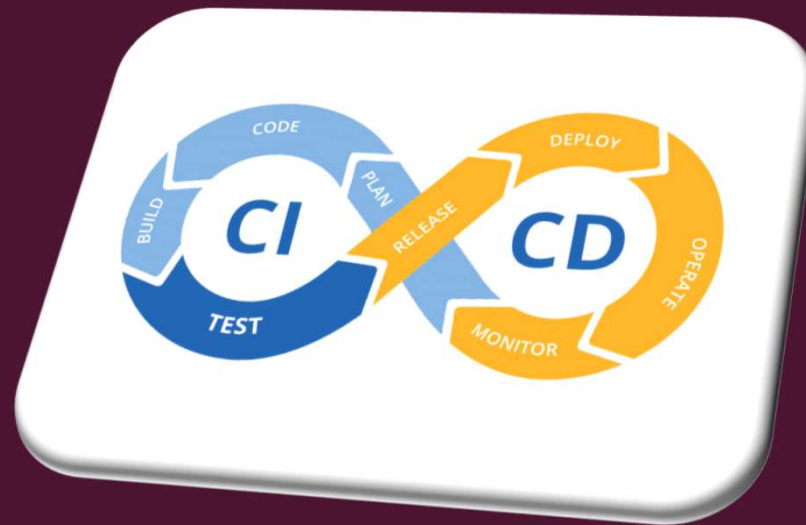 CODE
DEPLOY
PLAN
BUILD
CI
RELEASE
CD
OPERATE
TEST
MONITOR